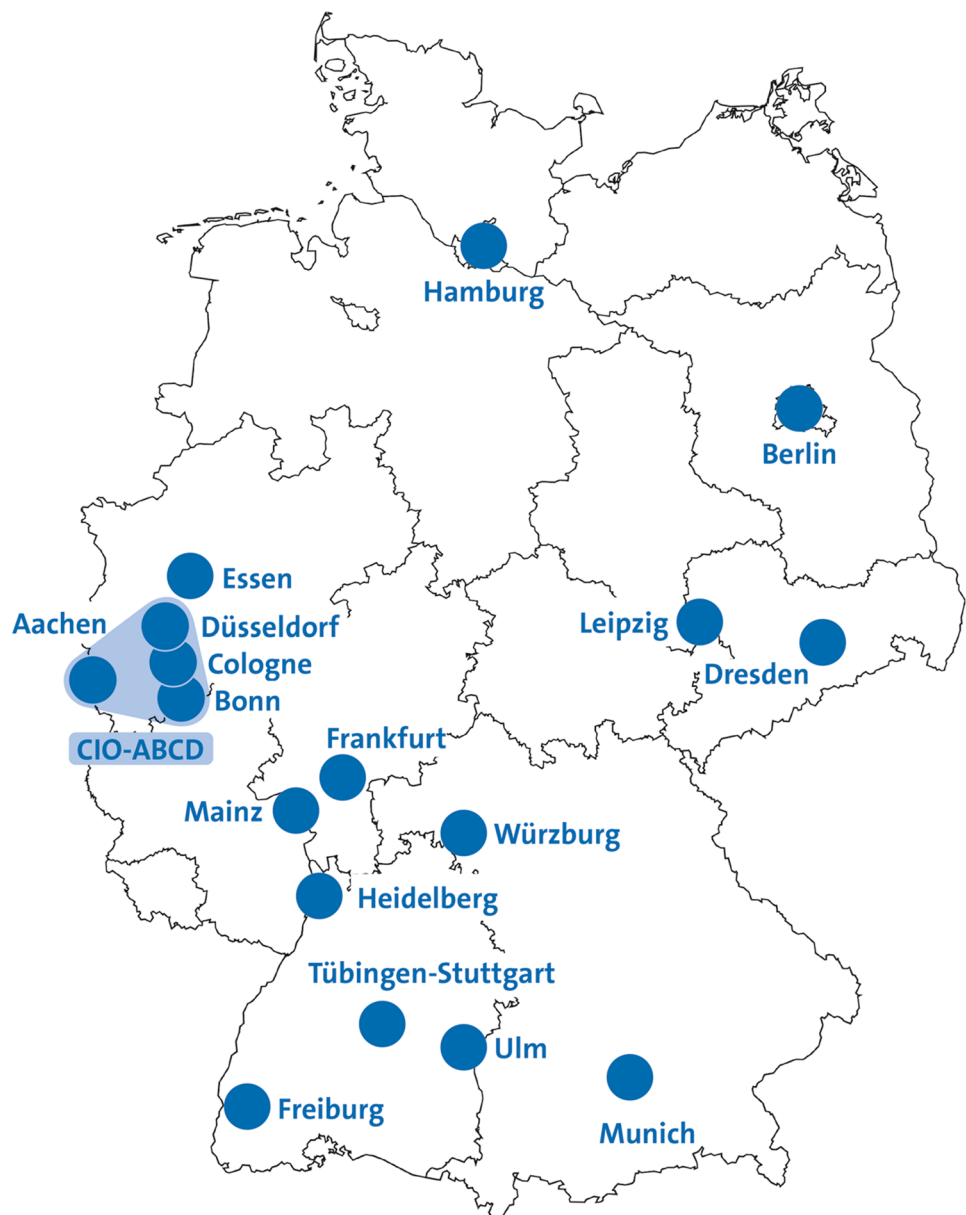 Hamburg
Berlin
Essen
Aachen
Düsseldorf
Leipzig
Cologne
Dresden
Bonn
CIO-ABCD
Frankfurt
Mainz
Würzburg
Heidelberg
Tübingen-Stuttgart
Ulm
Freiburg
Munich